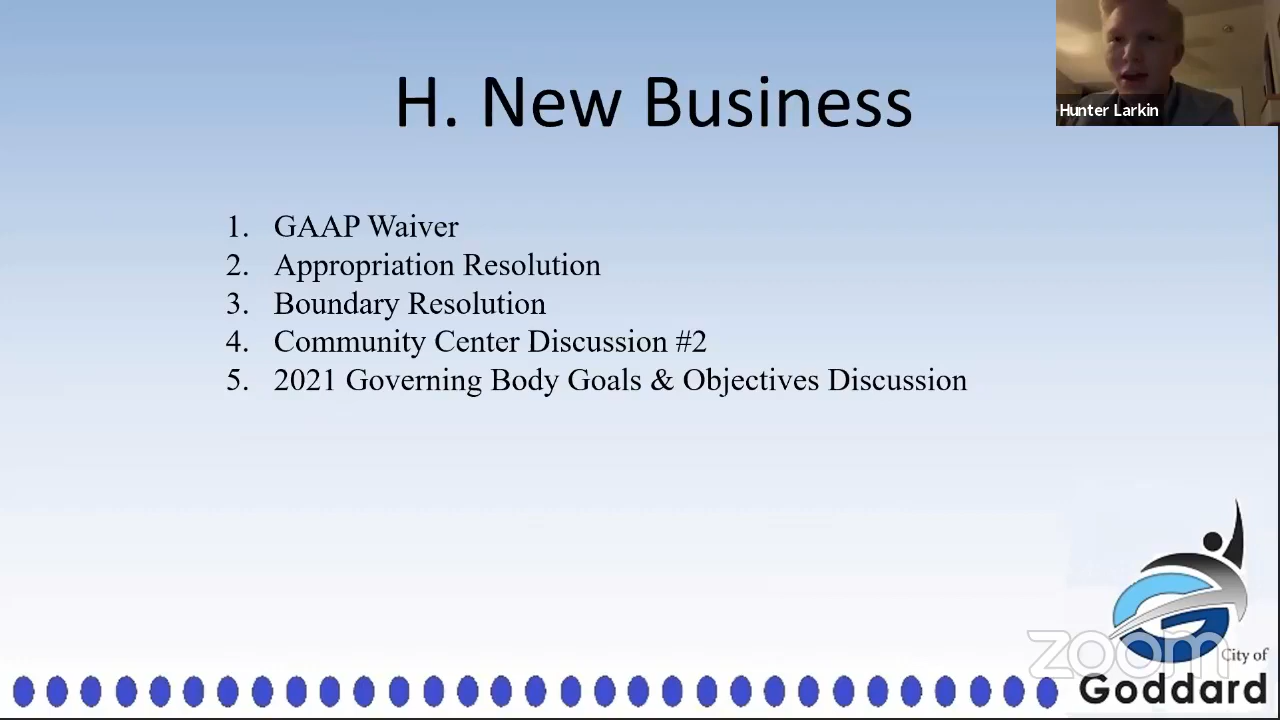 H. New Business
Hunter Larkin
1. GAAP Waiver
2. Appropriation Resolution
3. Boundary Resolution
4. Community Center Discussion #2
5. 2021 Governing Body Goals & Objectives Discussion
zoom
City of
Goddard